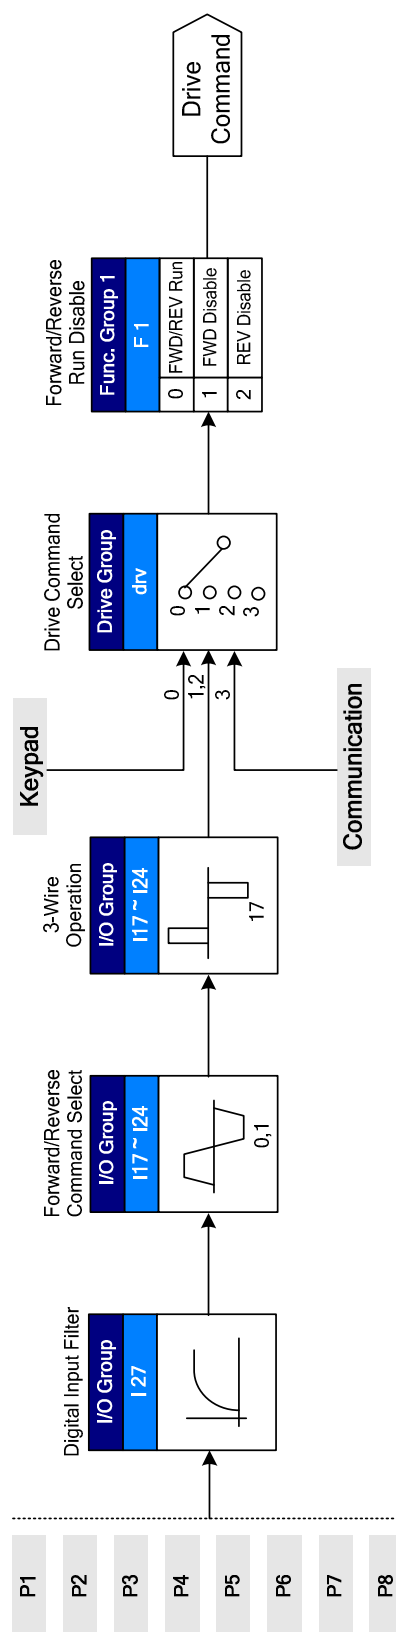 P1
P2
P3
P4
P5
P6
P7
P8
Digital Input Filter
I/O Group
I 27
Forward/Reverse
Command Select
I/O Group
I17 ~ I24
0,1
3-Wire
Operation
I/O Group
I17 ~ I24
17
Keypad
Communication
0
1,2
3
Drive Command
Select
Drive Group
drv
0
1
2
3
Forward/Reverse
Run Disable
Func. Group 1
F 1
0 FWD/REV Run
1 FWD Disable
2 REV Disable
Drive
Command